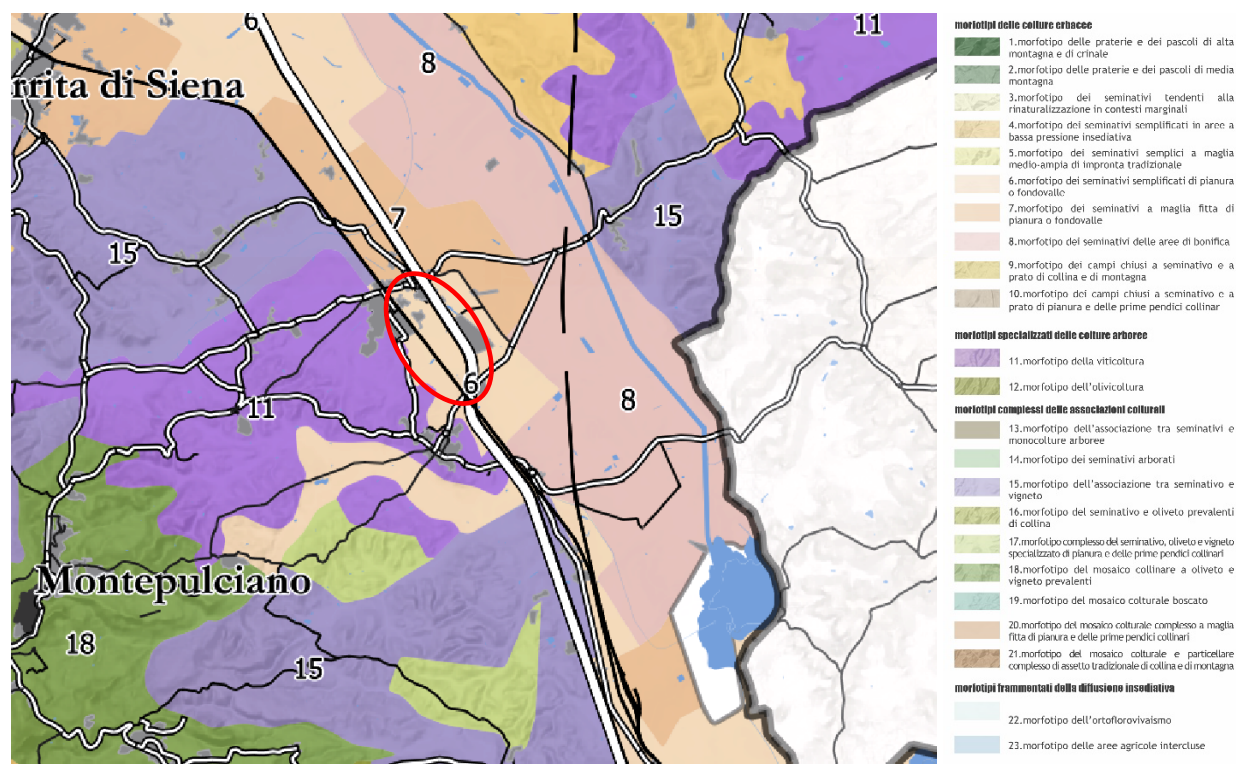 6
11
8
rrita di Siena
7
15
15
6
11
8
Montepulciano
18
15
morfotipi delle colture erbacee
1.morfotipo delle praterie e dei pascoli di alta
montagna e di crinale
2.morfotipo delle praterie e dei pascoli di media
montagna
3.morfotipo dei seminativi tendenti alla
rinaturalizzazione in contesti marginali
4.morfotipo dei seminativi semplificati in aree a
bassa pressione insediativa
5.morfotipo dei seminativi semplici a maglia
medio-ampia di impronta tradizionale
6.morfotipo dei seminativi semplificati di pianura
o fondovalle
7.morfotipo dei seminativi a maglia fitta di
pianura o fondovalle
8.morfotipo dei seminativi delle aree di bonifica
9.morfotipo dei campi chiusi a seminativo e a
prato di collina e di montagna
10.morfotipo dei campi chiusi a seminativo e a
prato di pianura e delle prime pendici collinar
morfotipi specializzati delle colture arboree
11.morfotipo della viticoltura
12.morfotipo dell'olivicoltura
morfotipi complessi delle associazioni colturali
13.morfotipo dell'associazione tra seminativi e
monocolture arboree
14.morfotipo dei seminativi arborati
15.morfotipo dell'associazione tra seminativo e
vigneto
16.morfotipo del seminativo e oliveto prevalenti
di collina
17.morfotipo complesso del seminativo, oliveto e vigneto
specializzato di pianura e delle prime pendici collinari
18.morfotipo del mosaico collinare a oliveto e
vigneto prevalenti
19.morfotipo del mosaico colturale boscato
20.morfotipo del mosaico colturale complesso a maglia
fitta di pianura e delle prime pendici collinari
21.morfotipo del mosaico colturale e particellare
complesso di assetto tradizionale di collina e di montagna
morfotipi frammentati della diffusione insediativa
22.morfotipo dell'ortoflorovivaismo
23.morfotipo delle aree agricole intercluse